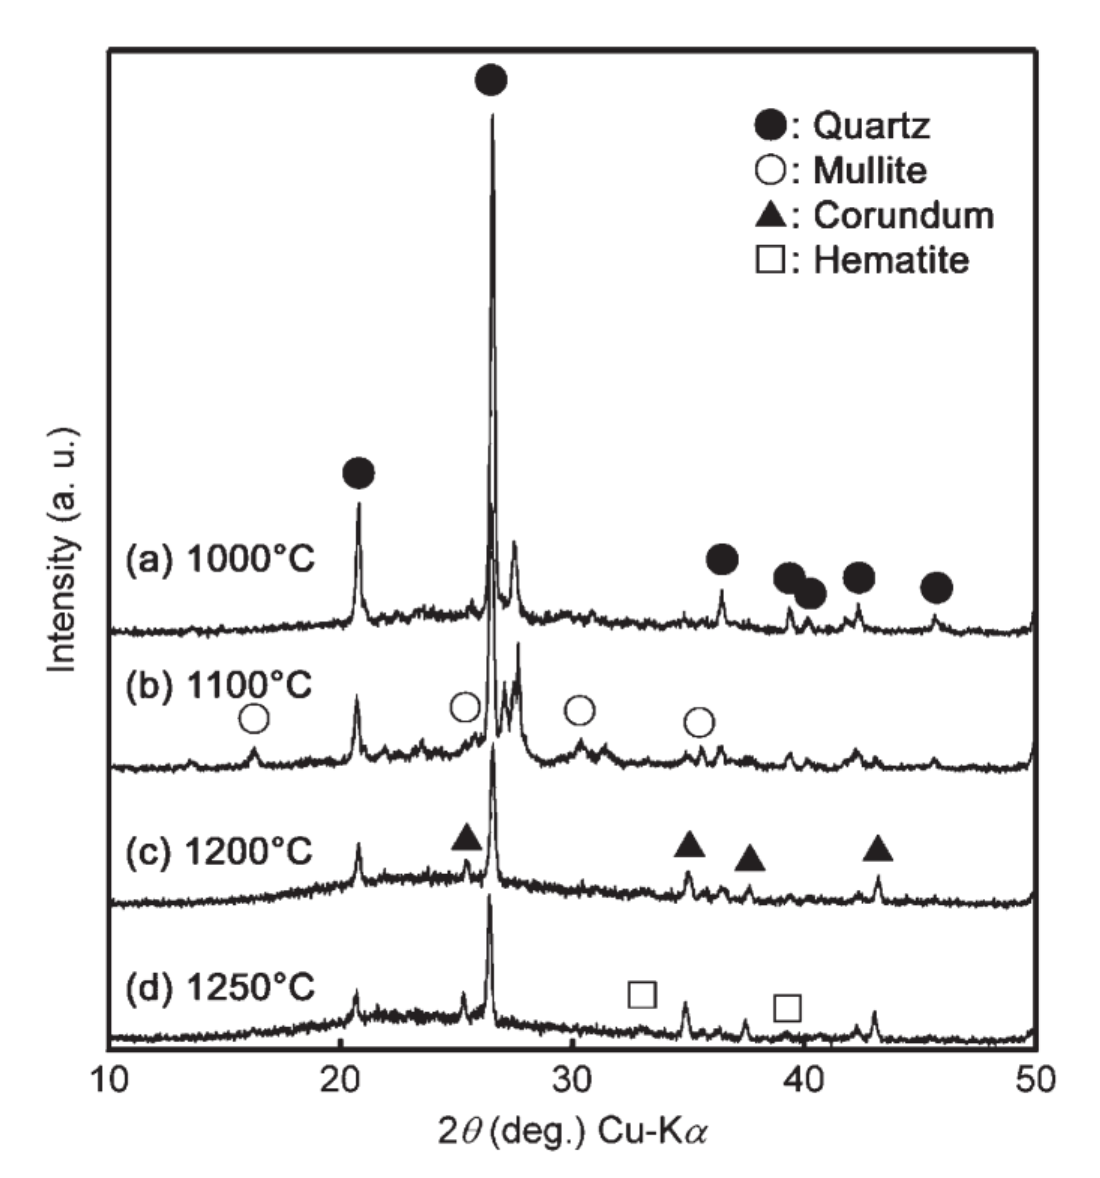 : Quartz
: Mullite
: Corundum
: Hematite
Intensity (a. u.)
(a) 1000°C
(b) 1100°C
(c) 1200°C
(d) 1250°C
10 20 30 40 50
2θ (deg.) Cu-Kα